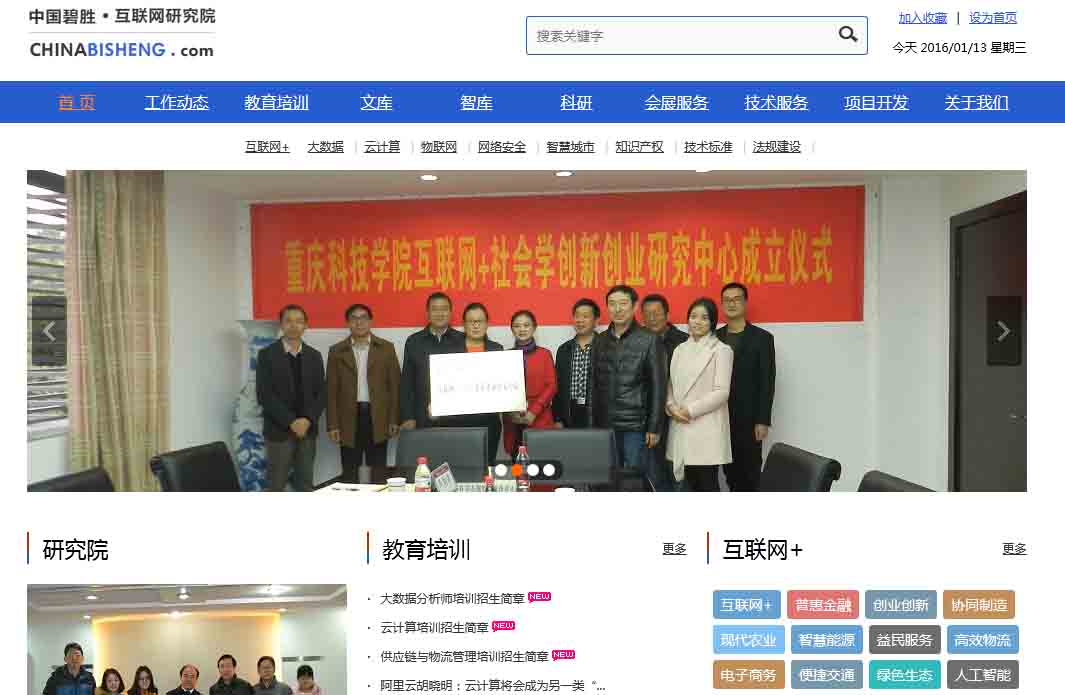 中国碧胜·互联网研究院
CHINABISHENG . com
搜索关键字
加入收藏 | 设为首页
今天 2016/01/13 星期三
首 页 工作动态 教育培训 文库 智库 科研 会展服务 技术服务 项目开发 关于我们
互联网+ 大数据 | 云计算 | 物联网 | 网络安全 | 智慧城市 | 知识产权 | 技术标准 | 法规建设 |
重庆科技学院互联网+社会学创新创业研究中心成立仪式
研究院
教育培训 更多
互联网+ 更多
· 大数据分析师培训招生简章 NEW
· 云计算培训招生简章 NEW
· 供应链与物流管理培训招生简章 NEW
· 阿里云胡晓明：云计算将会成为另一类“...
互联网+ 普惠金融 创业创新 协同制造
现代农业 智慧能源 益民服务 高效物流
电子商务 便捷交通 绿色生态 人工智能